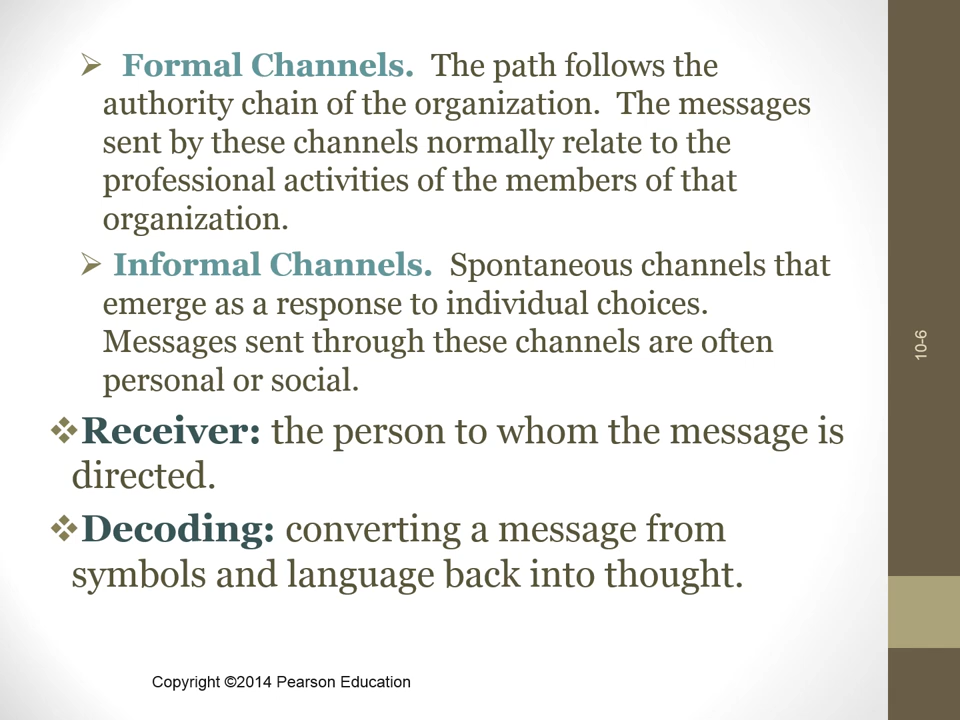 Formal Channels. The path follows the
authority chain of the organization. The messages
sent by these channels normally relate to the
professional activities of the members of that
organization.
Informal Channels. Spontaneous channels that
emerge as a response to individual choices.
Messages sent through these channels are often
personal or social.
Receiver: the person to whom the message is
directed.
Decoding: converting a message from
symbols and language back into thought.
10-6
Copyright ©2014 Pearson Education